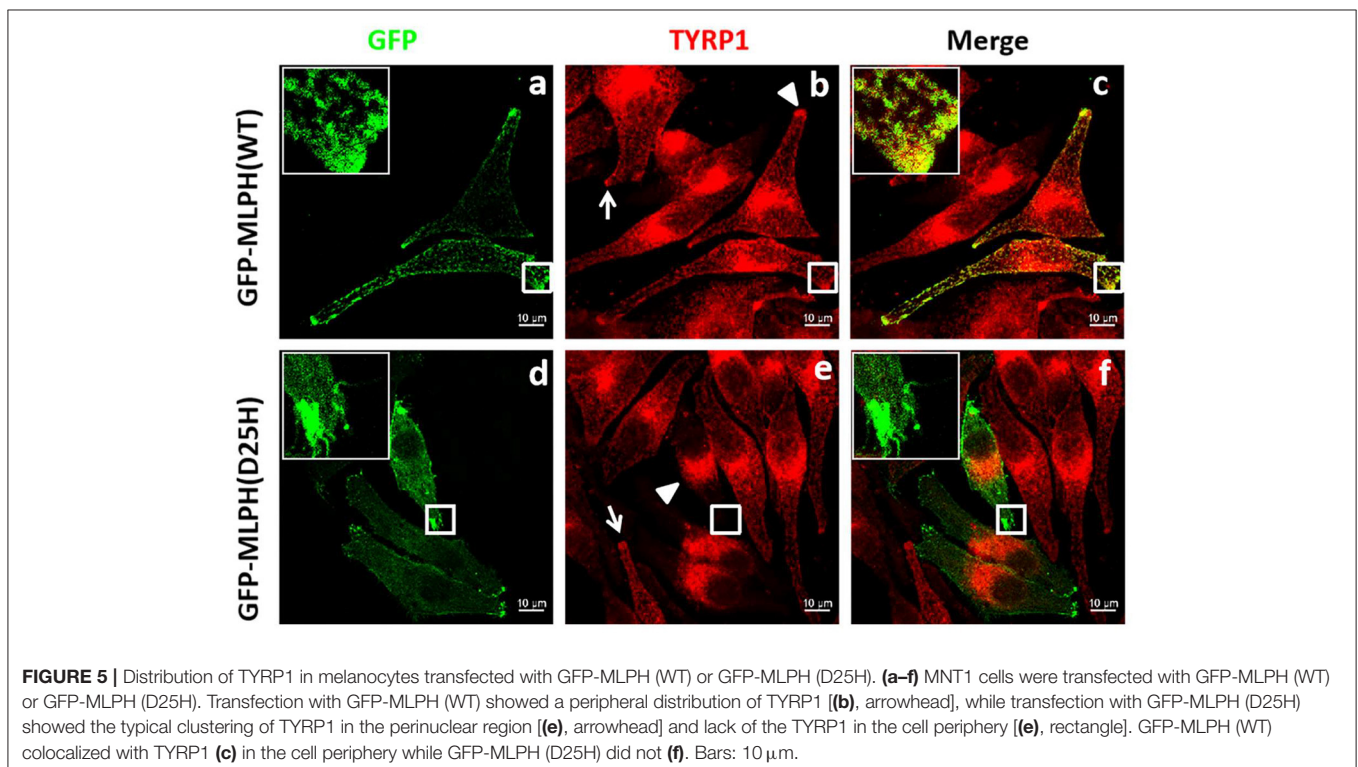 GFP TYRP1 Merge
GFP-MLPH(WT)
a b c
10 μm 10 μm 10 μm
GFP-MLPH(D25H)
d e f
10 μm 10 μm 10 μm
FIGURE 5 | Distribution of TYRP1 in melanocytes transfected with GFP-MLPH (WT) or GFP-MLPH (D25H). (a–f) MNT1 cells were transfected with GFP-MLPH (WT)
or GFP-MLPH (D25H). Transfection with GFP-MLPH (WT) showed a peripheral distribution of TYRP1 [(b), arrowhead], while transfection with GFP-MLPH (D25H)
showed the typical clustering of TYRP1 in the perinuclear region [(e), arrowhead] and lack of the TYRP1 in the cell periphery [(e), rectangle]. GFP-MLPH (WT)
colocalized with TYRP1 (c) in the cell periphery while GFP-MLPH (D25H) did not (f). Bars: 10 μm.